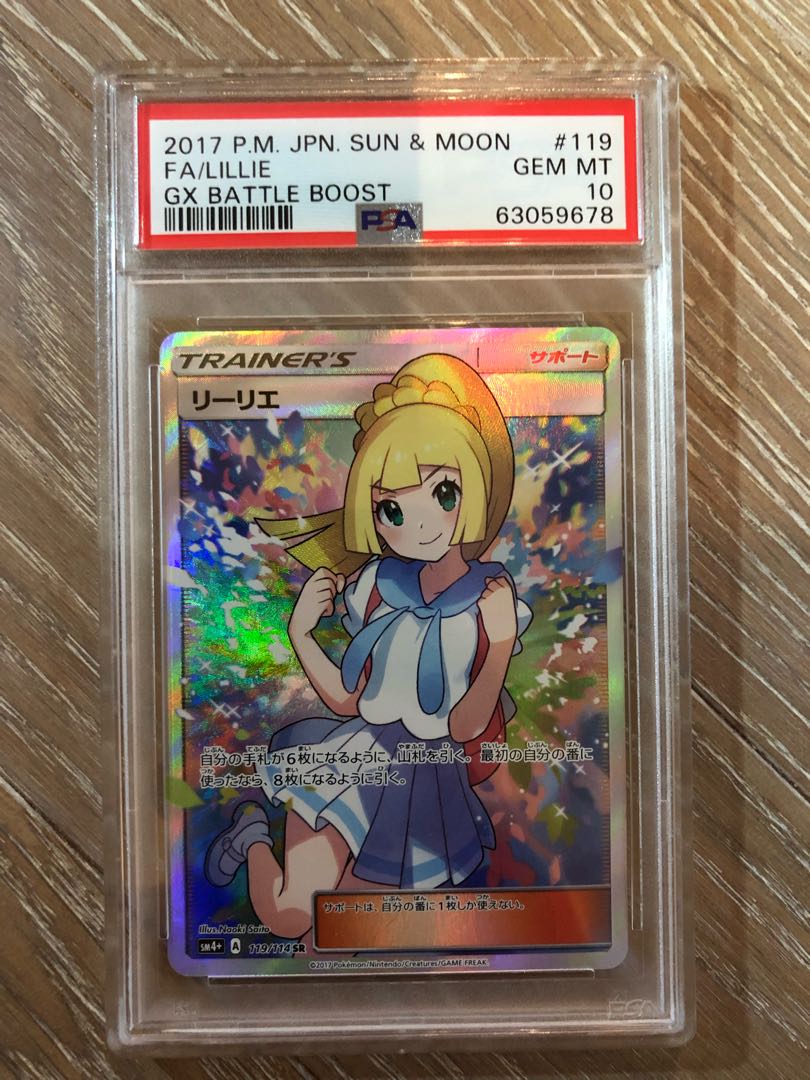 2017 P.M. JPN. SUN & MOON #119
FA/LILLIE GEM MT
GX BATTLE BOOST 10
PSA 63059678
TRAINER'S サポート
リーリエ
自分の手札が6枚になるように、山札を引く。最初の自分の番に
使ったなら、8枚になるように引く。
サポートは、自分の番に1枚しか使えない。
Illus. Naoki Saito
SM4+ A 119/114 SR
©2017 Pokémon/Nintendo/Creatures/GAME FREAK.
PSA